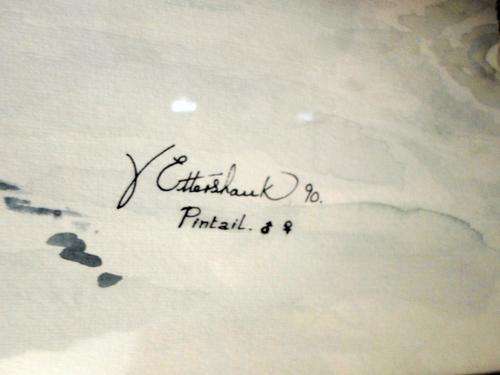 V Ettershank 90.
Pintail. ♂ ♀